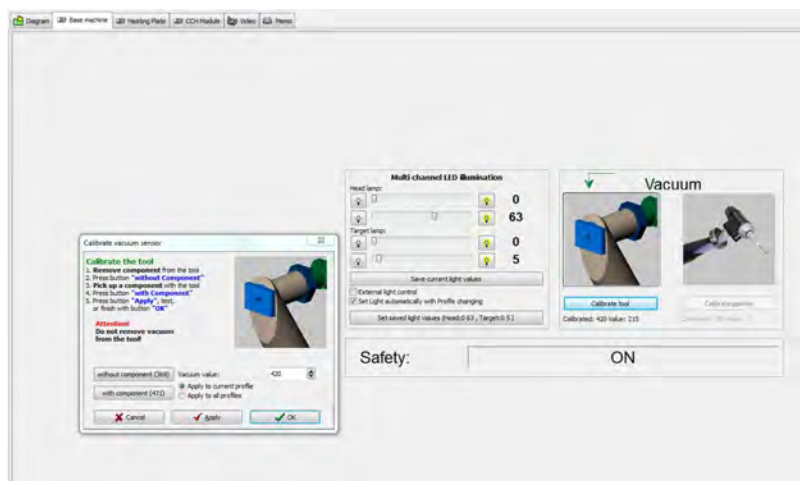 Diagram
Base machine
Heating Plate
CCH Module
Video
Memo
Multi channel LED illumination
Head lamp:
0
63
Target lamp:
0
5
Save current light values
External light control
Set Light automatically with Profile changing
Set saved light values (Head:0 63 , Target:0 5 )
Vacuum
Calibrate tool
Calibrated: 420 Value: 215
Safety:
ON
Calibrate vacuum sensor
Calibrate the tool
1. Remove component from the tool
2. Press button "without Component"
3. Pick up a component with the tool
4. Press button "with Component"
5. Press button "Apply", test,
or finish with button "OK"
Attention!
Do not remove vacuum
from the tool!
without component (369)
Vacuum value:
420
with component (471)
Apply to current profile
Apply to all profiles
Cancel
Apply
OK